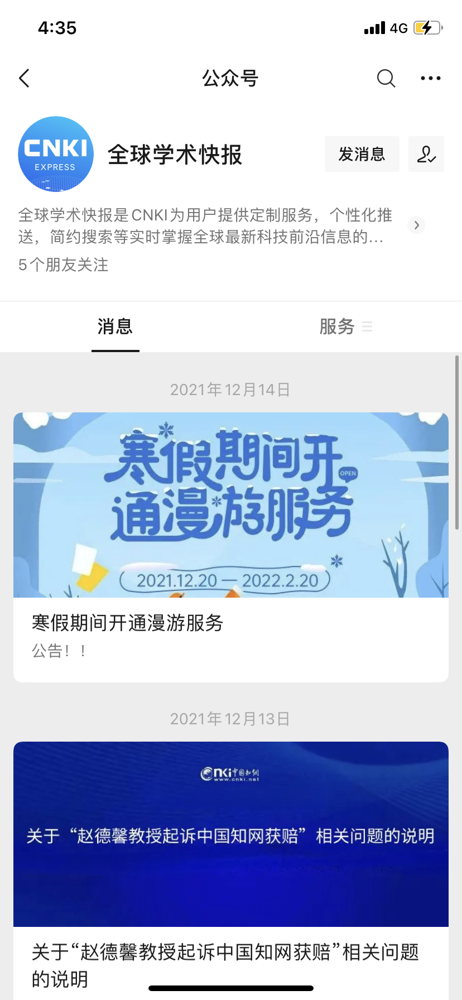 4:35
4G
公众号
CNKI
EXPRESS
全球学术快报
发消息
全球学术快报是CNKI为用户提供定制服务，个性化推
送，简约搜索等实时掌握全球最新科技前沿信息的...
5个朋友关注
消息
服务
2021年12月14日
寒假期间开
OPEN
通漫游服务
2021.12.20 — 2022.2.20
寒假期间开通漫游服务
公告！！
2021年12月13日
Cnki中国知网
www.cnki.net
关于“赵德馨教授起诉中国知网获赔”相关问题的说明
关于“赵德馨教授起诉中国知网获赔”相关问题
的说明